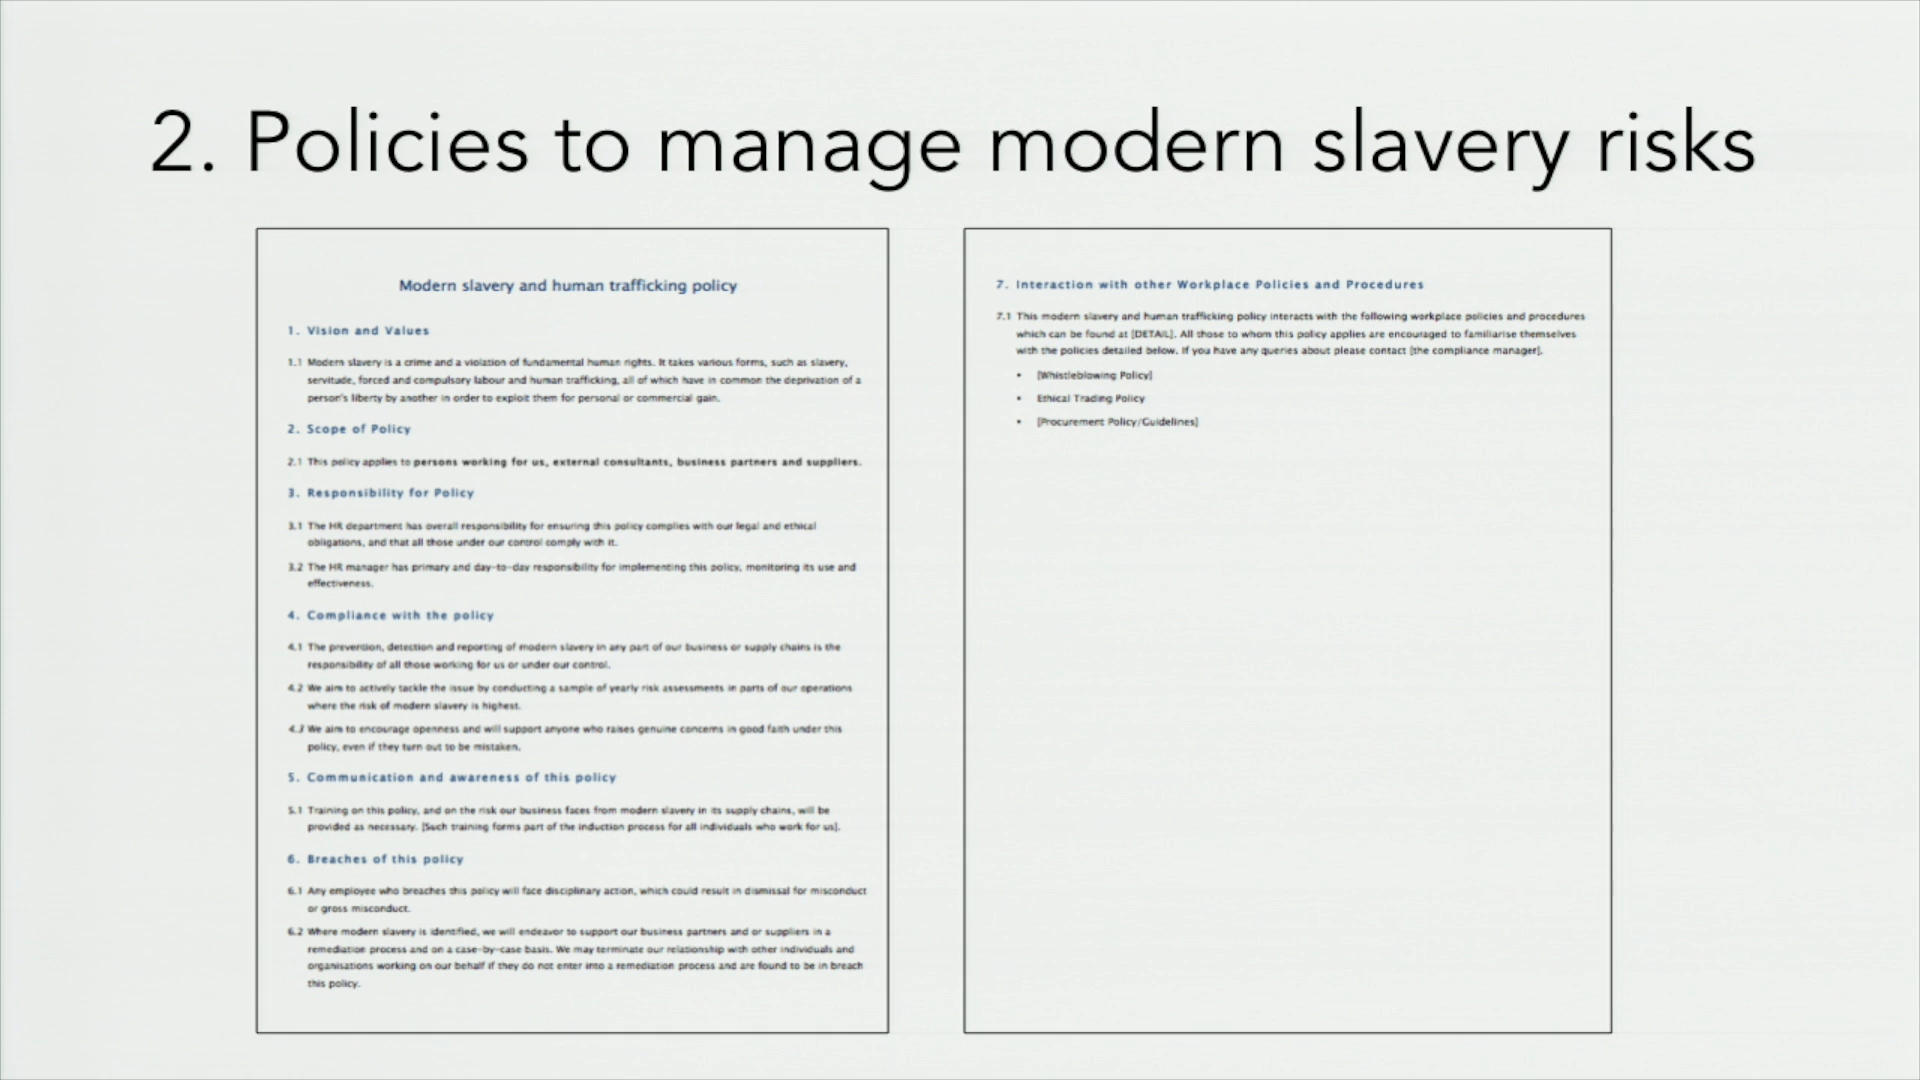 2. Policies to manage modern slavery risks
Modern slavery and human trafficking policy
1. Vision and Values
1.1 Modern slavery is a crime and a violation of fundamental human rights. It takes various forms, such as slavery,
servitude, forced and compulsory labour and human trafficking, all of which have in common the deprivation of a
person's liberty by another in order to exploit them for personal or commercial gain.
2. Scope of Policy
2.1 This policy applies to persons working for us, external consultants, business partners and suppliers.
3. Responsibility for Policy
3.1 The HR department has overall responsibility for ensuring this policy complies with our legal and ethical
obligations, and that all those under our control comply with it.
3.2 The HR manager has primary and day-to-day responsibility for implementing this policy, monitoring its use and
effectiveness.
4. Compliance with the policy
4.1 The prevention, detection and reporting of modern slavery in any part of our business or supply chains is the
responsibility of all those working for us or under our control.
4.2 We aim to actively tackle the issue by conducting a sample of yearly risk assessments in parts of our operations
where the risk of modern slavery is highest.
4.3 We aim to encourage openness and will support anyone who raises genuine concerns in good faith under this
policy, even if they turn out to be mistaken.
5. Communication and awareness of this policy
5.1 Training on this policy, and on the risk our business faces from modern slavery in its supply chains, will be
provided as necessary. [Such training forms part of the induction process for all individuals who work for us].
6. Breaches of this policy
6.1 Any employee who breaches this policy will face disciplinary action, which could result in dismissal for misconduct
or gross misconduct.
6.2 Where modern slavery is identified, we will endeavor to support our business partners and or suppliers in a
remediation process and on a case-by-case basis. We may terminate our relationship with other individuals and
organisations working on our behalf if they do not enter into a remediation process and are found to be in breach
this policy.
7. Interaction with other Workplace Policies and Procedures
7.1 This modern slavery and human trafficking policy interacts with the following workplace policies and procedures
which can be found at [DETAIL]. All those to whom this policy applies are encouraged to familiarise themselves
with the policies detailed below. If you have any queries about please contact [the compliance manager].
• [Whistleblowing Policy]
• Ethical Trading Policy
• [Procurement Policy/Guidelines]